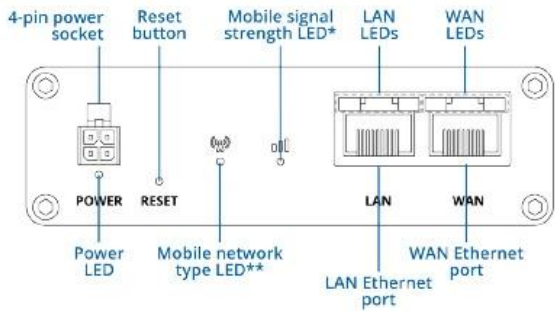 4-pin power
socket
Reset
button
Mobile signal
strength LED*
LAN
LEDs
WAN
LEDs
POWER
RESET
LAN
WAN
Power
LED
Mobile network
type LED**
LAN Ethernet
port
WAN Ethernet
port